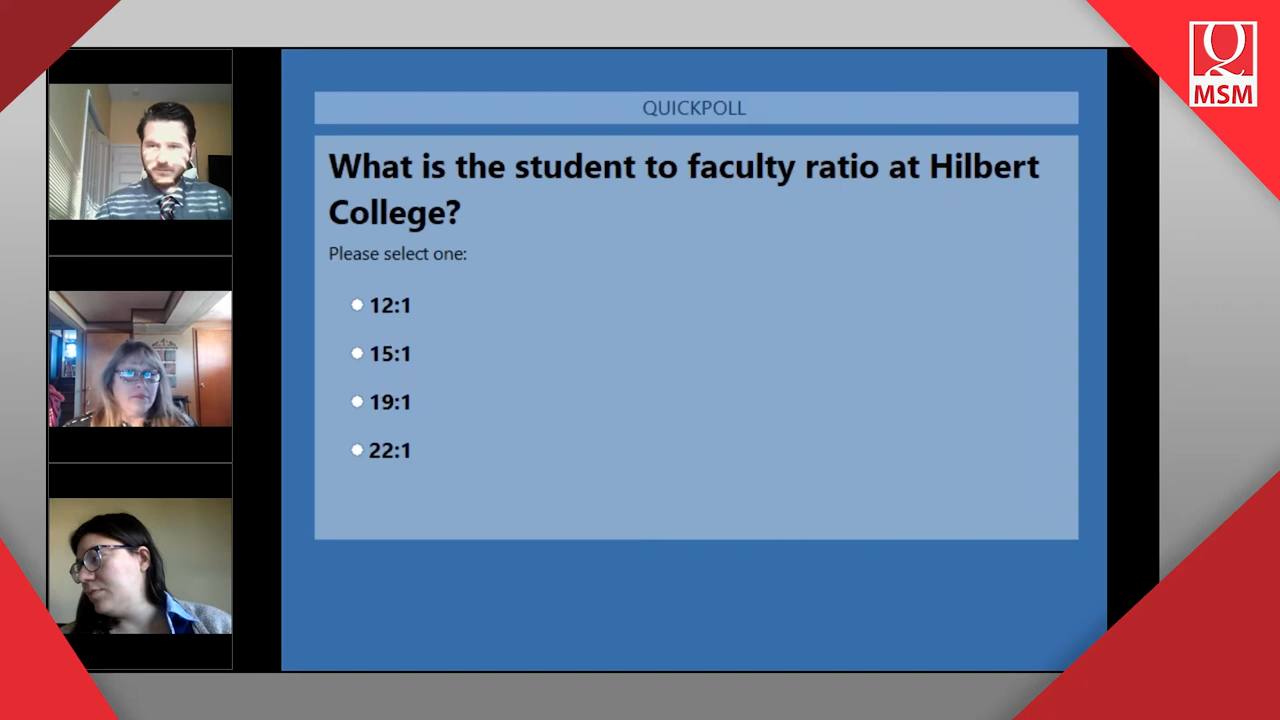 Q
MSM
QUICKPOLL
What is the student to faculty ratio at Hilbert
College?
Please select one:
12:1
15:1
19:1
22:1